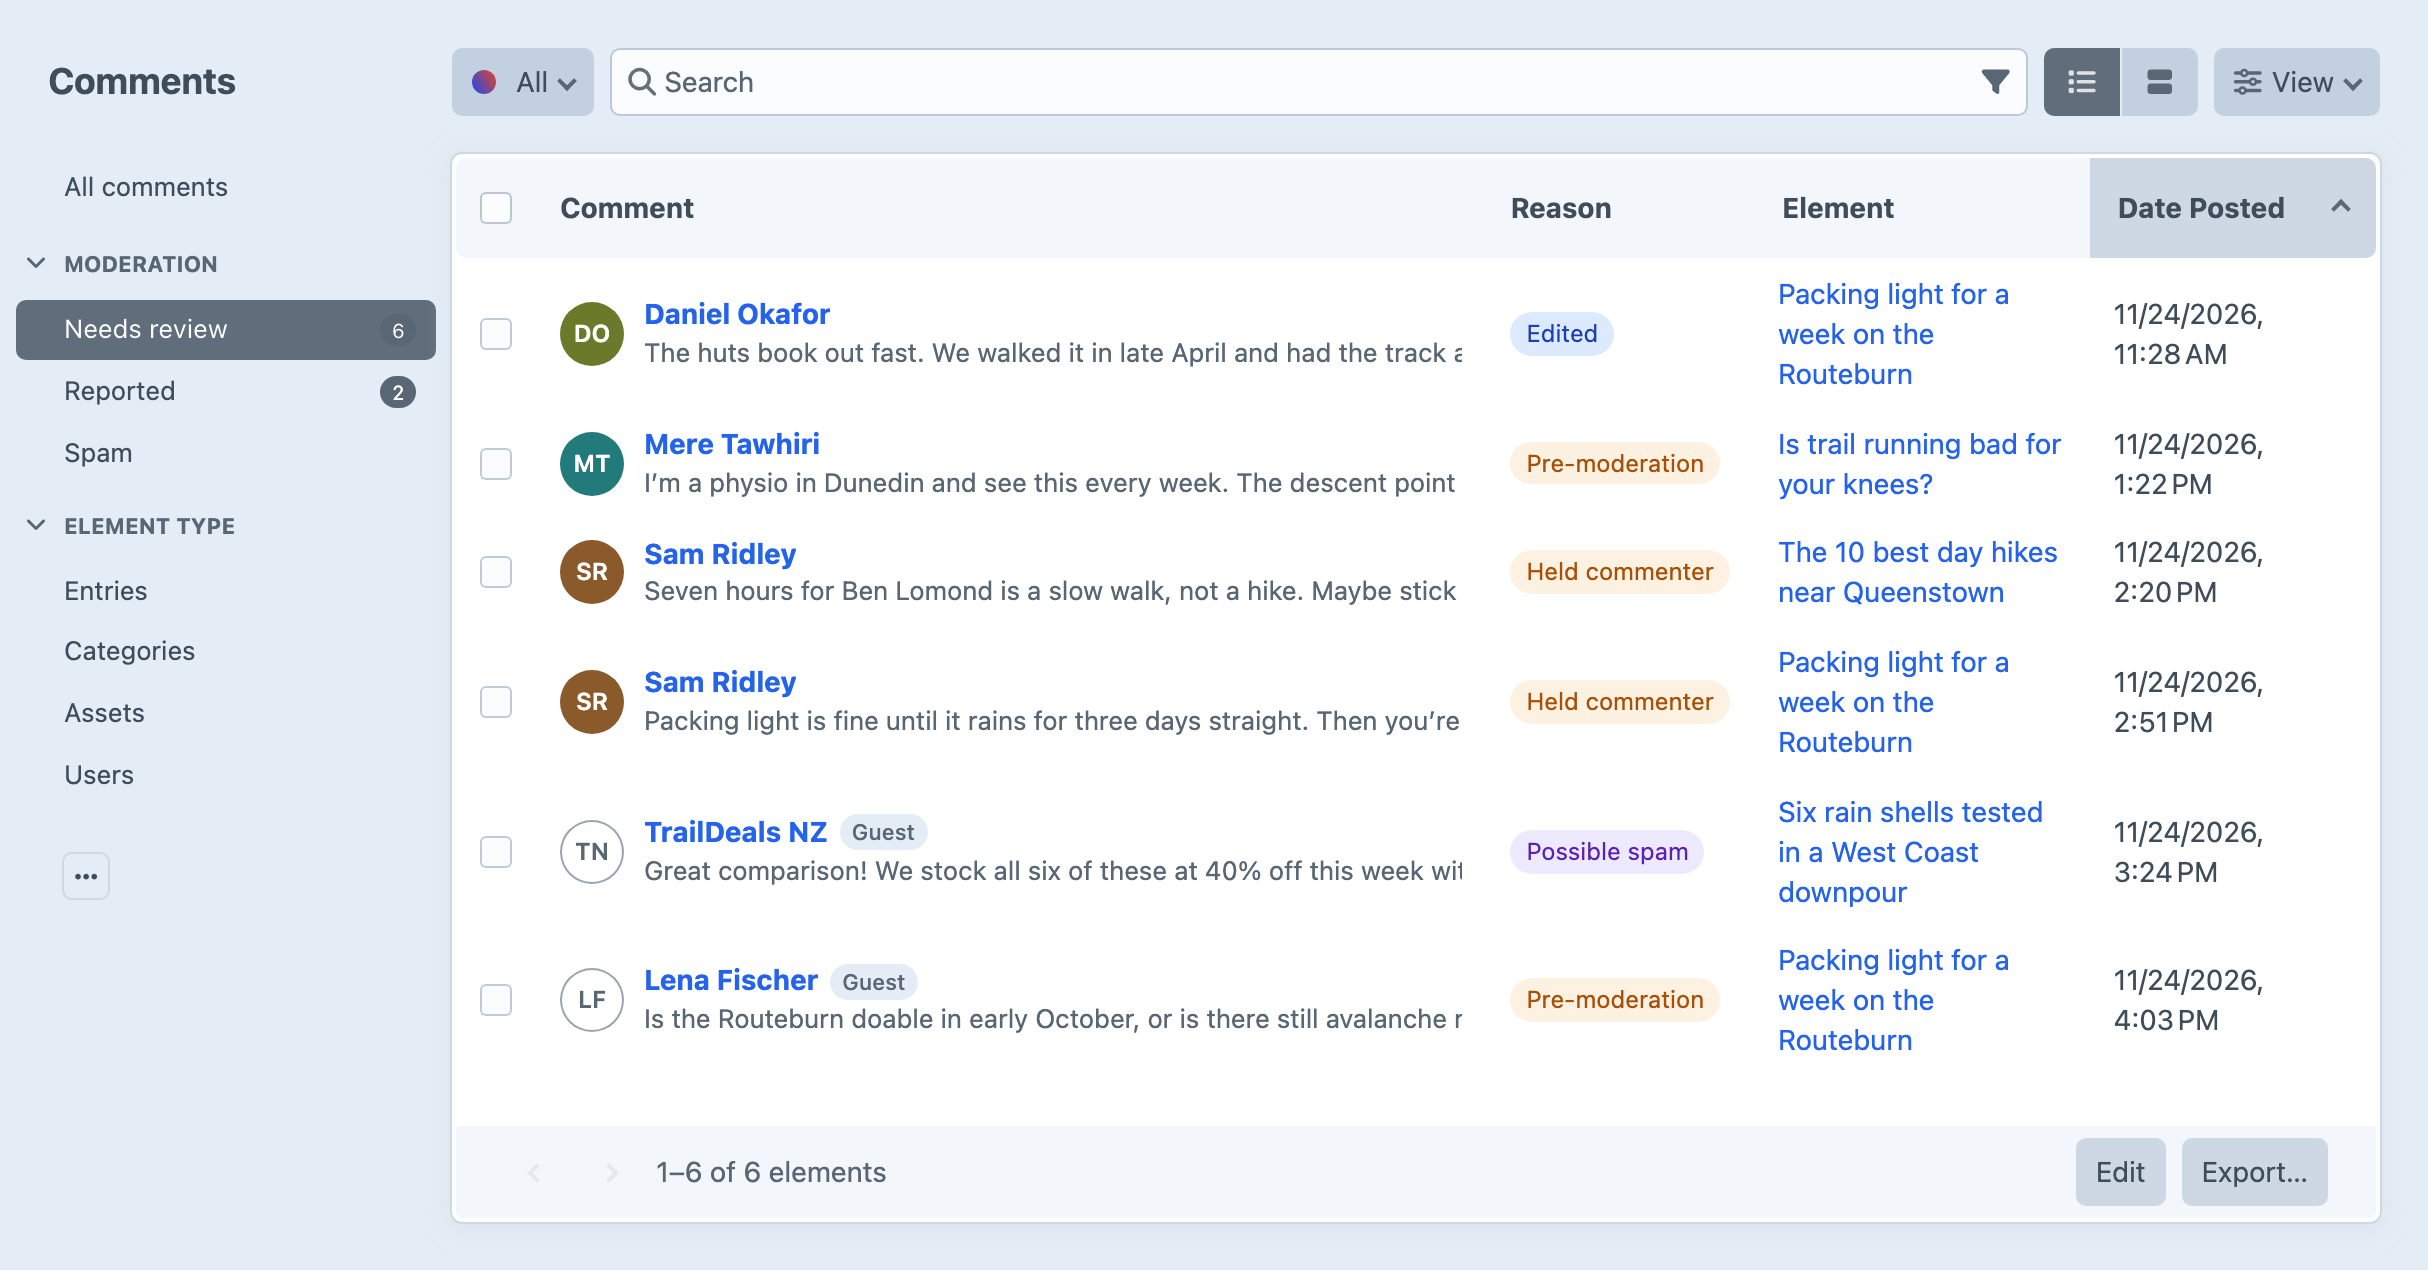 Comments
All
Search
View
All comments
MODERATION
Needs review 6
Reported 2
Spam
ELEMENT TYPE
Entries
Categories
Assets
Users
Comment Reason Element Date Posted
DO
Daniel Okafor
The huts book out fast. We walked it in late April and had the track a
Edited
Packing light for a
week on the
Routeburn
11/24/2026,
11:28 AM
MT
Mere Tawhiri
I’m a physio in Dunedin and see this every week. The descent point
Pre-moderation
Is trail running bad for
your knees?
11/24/2026,
1:22 PM
SR
Sam Ridley
Seven hours for Ben Lomond is a slow walk, not a hike. Maybe stick
Held commenter
The 10 best day hikes
near Queenstown
11/24/2026,
2:20 PM
SR
Sam Ridley
Packing light is fine until it rains for three days straight. Then you’re
Held commenter
Packing light for a
week on the
Routeburn
11/24/2026,
2:51 PM
TN
TrailDeals NZ Guest
Great comparison! We stock all six of these at 40% off this week wit
Possible spam
Six rain shells tested
in a West Coast
downpour
11/24/2026,
3:24 PM
LF
Lena Fischer Guest
Is the Routeburn doable in early October, or is there still avalanche r
Pre-moderation
Packing light for a
week on the
Routeburn
11/24/2026,
4:03 PM
1–6 of 6 elements
Edit
Export…